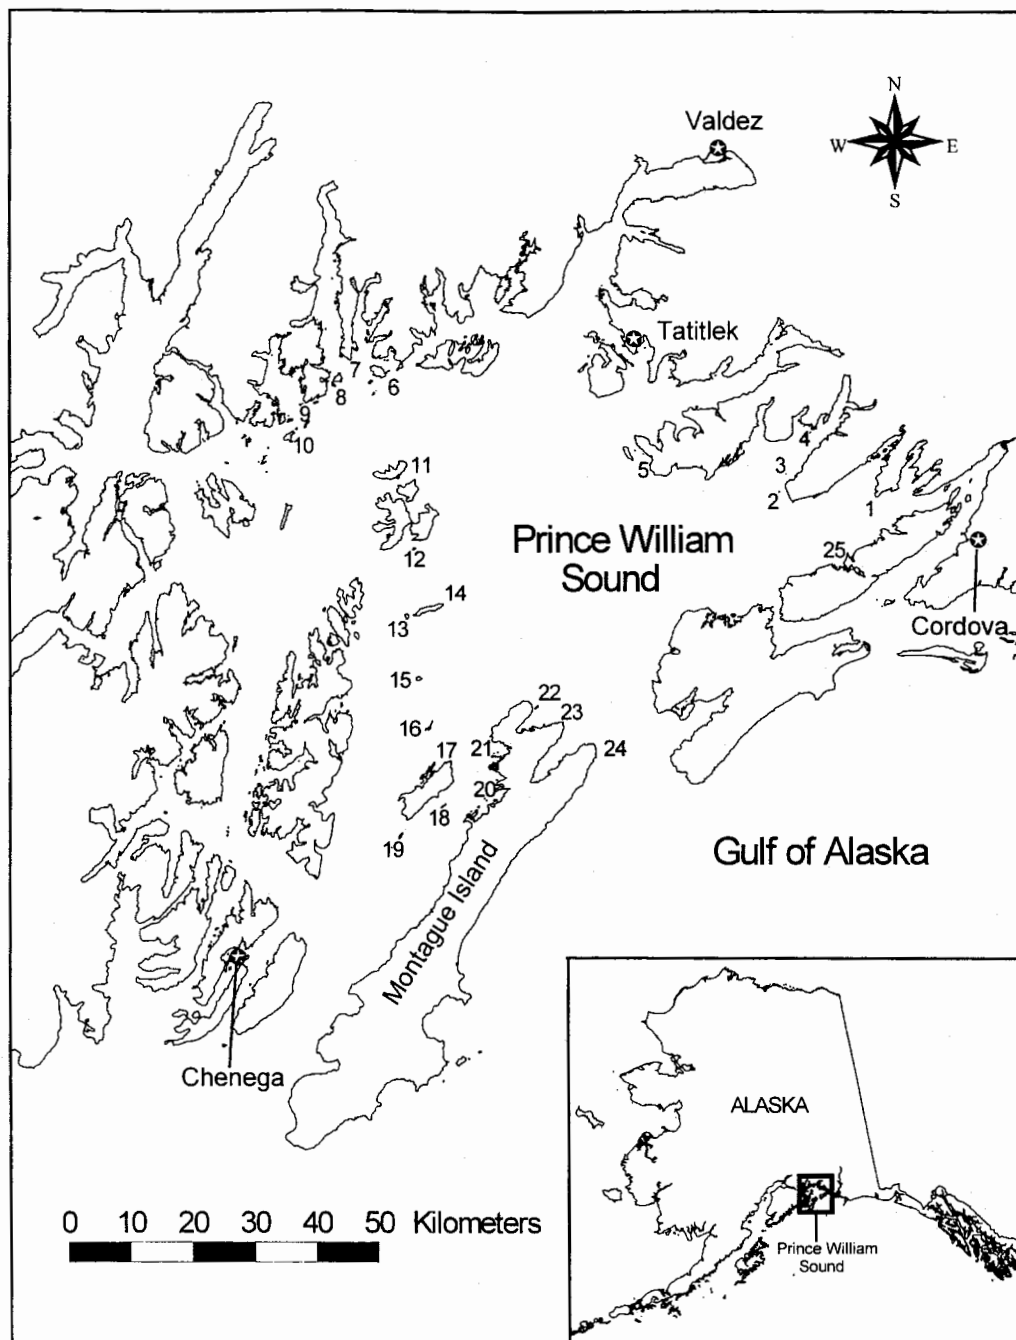 N
Valdez
W E
S
Tatitlek
7
6
8
9
10
4
11
3
5
2
1
Prince William
Sound
12
25
14
13
Cordova
15
22
16
23
17
21
24
20
18
19
Gulf of Alaska
Montague Island
Chenega
ALASKA
0 10 20 30 40 50 Kilometers
Prince William
Sound